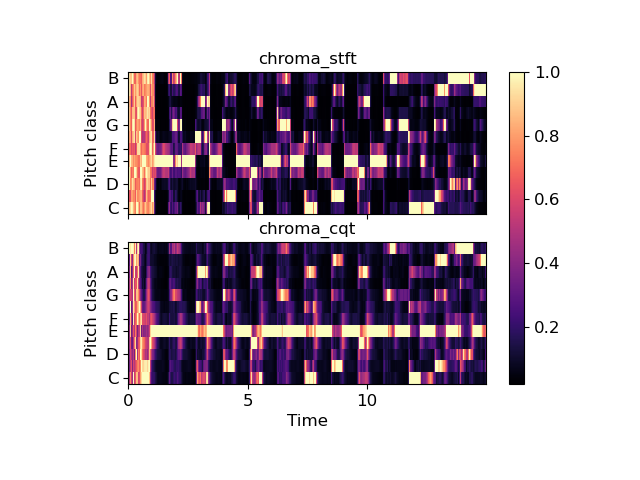 chroma_stft
Pitch class
B
A
G
F
E
D
C
1.0
0.8
0.6
0.4
0.2
chroma_cqt
Pitch class
B
A
G
F
E
D
C
0
5
10
Time